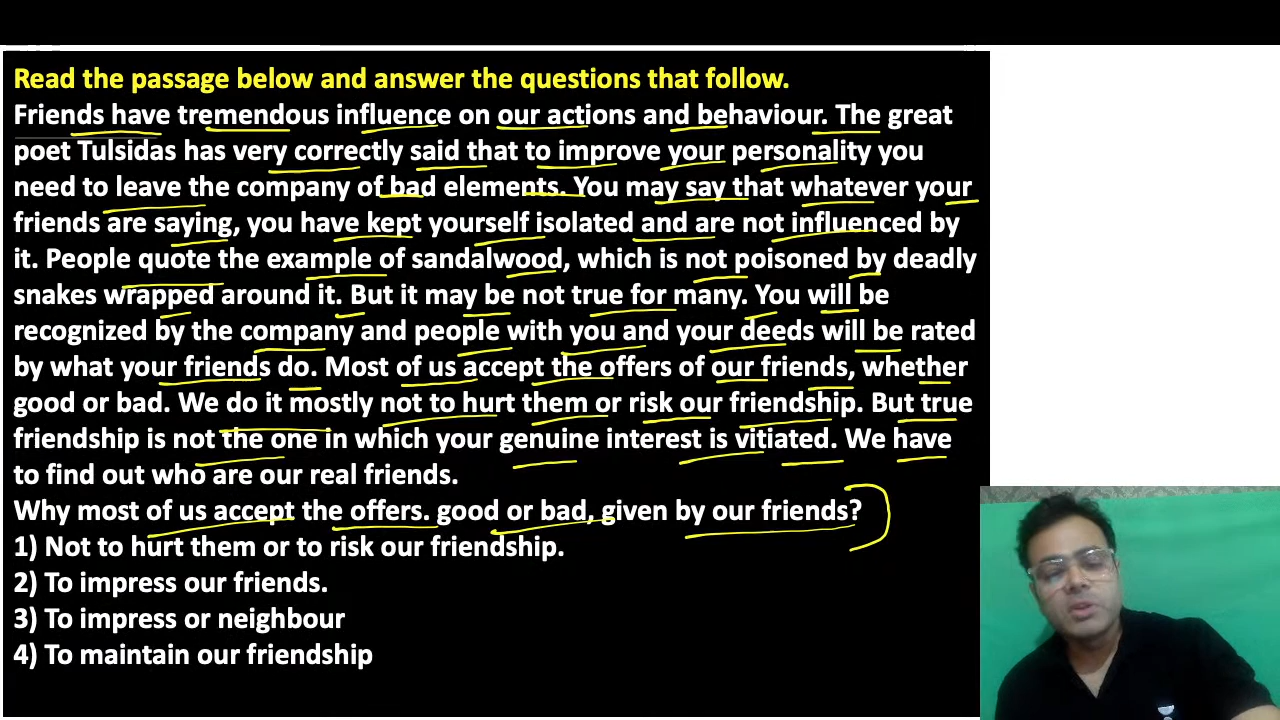 Read the passage below and answer the questions that follow.
Friends have tremendous influence on our actions and behaviour. The great
poet Tulsidas has very correctly said that to improve your personality you
need to leave the company of bad elements. You may say that whatever your
friends are saying, you have kept yourself isolated and are not influenced by
it. People quote the example of sandalwood, which is not poisoned by deadly
snakes wrapped around it. But it may be not true for many. You will be
recognized by the company and people with you and your deeds will be rated
by what your friends do. Most of us accept the offers of our friends, whether
good or bad. We do it mostly not to hurt them or risk our friendship. But true
friendship is not the one in which your genuine interest is vitiated. We have
to find out who are our real friends.
Why most of us accept the offers. good or bad, given by our friends?
1) Not to hurt them or to risk our friendship.
2) To impress our friends.
3) To impress or neighbour
4) To maintain our friendship